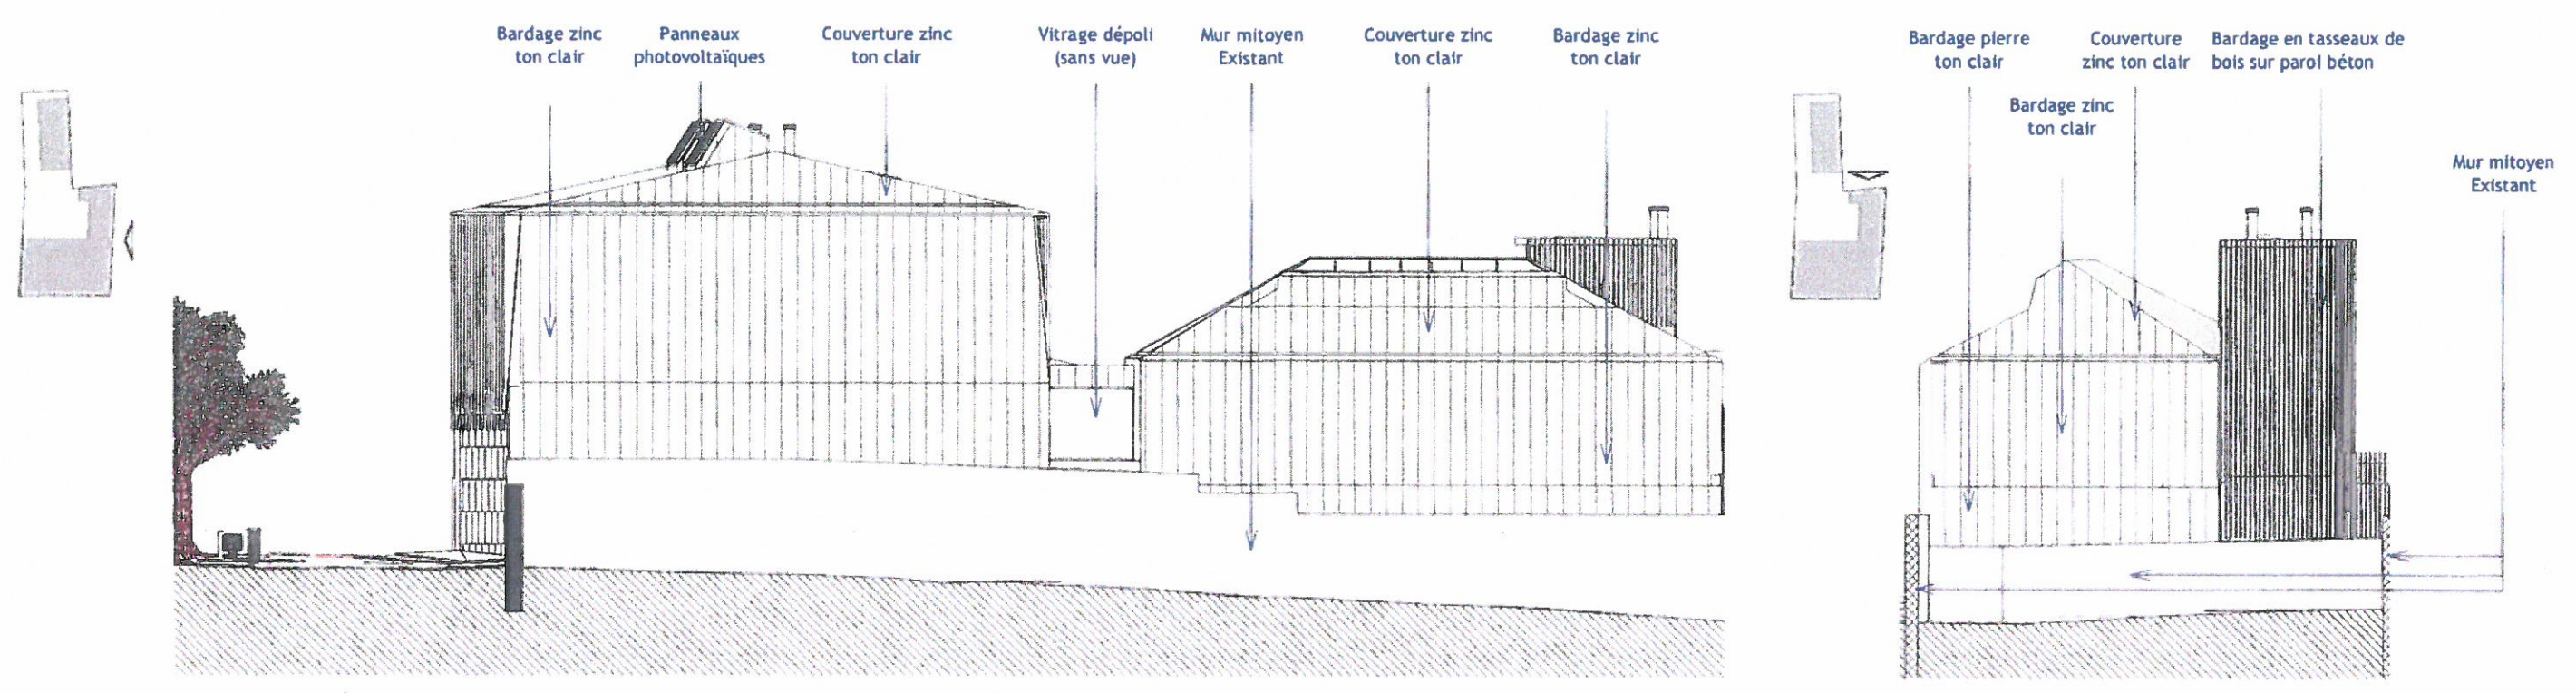 Bardage zinc
ton clair
Panneaux
photovoltaïques
Couverture zinc
ton clair
Vitrage dépoli
(sans vue)
Mur mitoyen
Existant
Couverture zinc
ton clair
Bardage zinc
ton clair
Bardage pierre
ton clair
Couverture
zinc ton clair
Bardage en tasseaux de
bois sur paroi béton
Bardage zinc
ton clair
Mur mitoyen
Existant